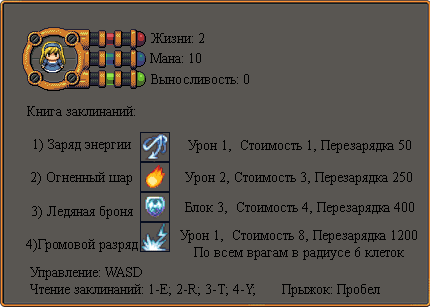 Жизни: 2
Мана: 10
Выносливость: 0
Книга заклинаний:
1) Заряд энергии Урон 1, Стоимость 1, Перезарядка 50
2) Огненный шар Урон 2, Стоимость 3, Перезарядка 250
3) Ледяная броня Блок 3, Стоимость 4, Перезарядка 400
4)Громовой разряд Урон 1, Стоимость 8, Перезарядка 1200
По всем врагам в радиусе 6 клеток
Управление: WASD
Чтение заклинаний: 1-E; 2-R; 3-T; 4-Y; Прыжок: Пробел